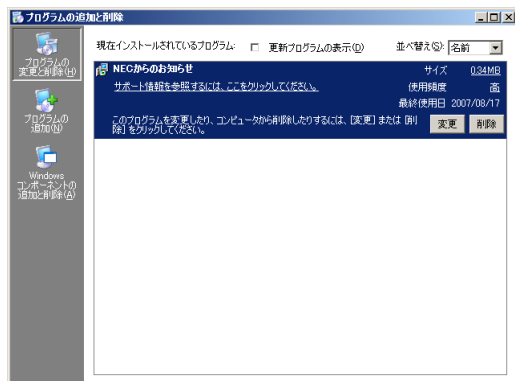 プログラムの追加と削除
プログラムの
変更と削除(H)
プログラムの
追加(N)
Windows
コンポーネントの
追加と削除(A)
現在インストールされているプログラム:
更新プログラムの表示(D)
並べ替え(S):
名前
NECからのお知らせ
サイズ
0.34MB
サポート情報を参照するには、ここをクリックしてください。
使用頻度
高
最終使用日
2007/08/17
このプログラムを変更したり、コンピュータから削除したりするには、[変更] または [削
除] をクリックしてください。
変更
削除